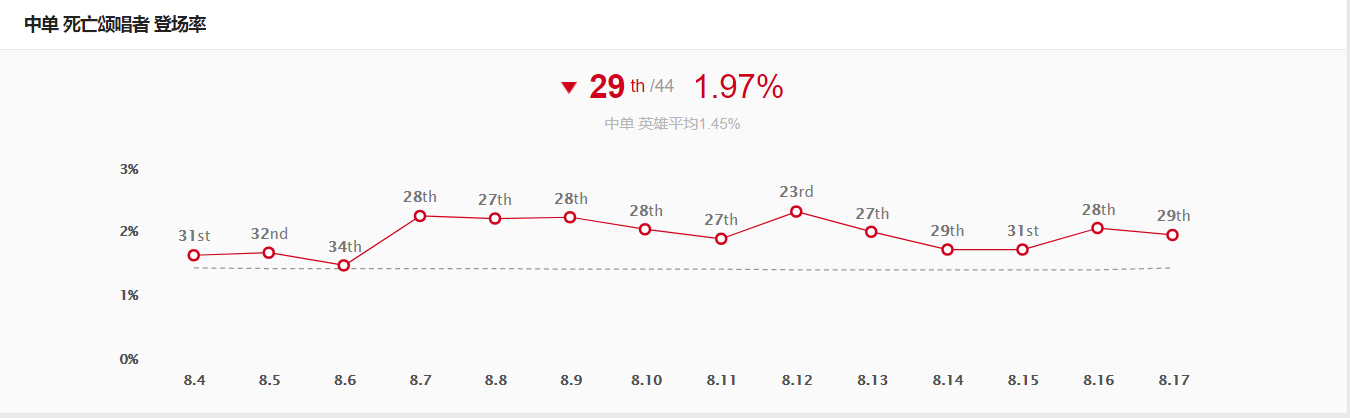 中单 死亡颂唱者 登场率
29 th /44 1.97%
中单 英雄平均1.45%
3%
2%
1%
0%
31st 32nd 34th 28th 27th 28th 28th 27th 23rd 27th 29th 31st 28th 29th
8.4 8.5 8.6 8.7 8.8 8.9 8.10 8.11 8.12 8.13 8.14 8.15 8.16 8.17